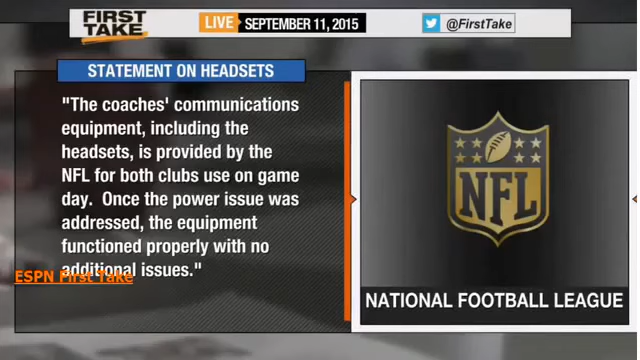 FIRST
TAKE
LIVE SEPTEMBER 11, 2015
@FirstTake
STATEMENT ON HEADSETS
"The coaches' communications
equipment, including the
headsets, is provided by the
NFL for both clubs use on game
day. Once the power issue was
addressed, the equipment
functioned properly with no
additional issues."
ESPN First Take
NFL
NATIONAL FOOTBALL LEAGUE